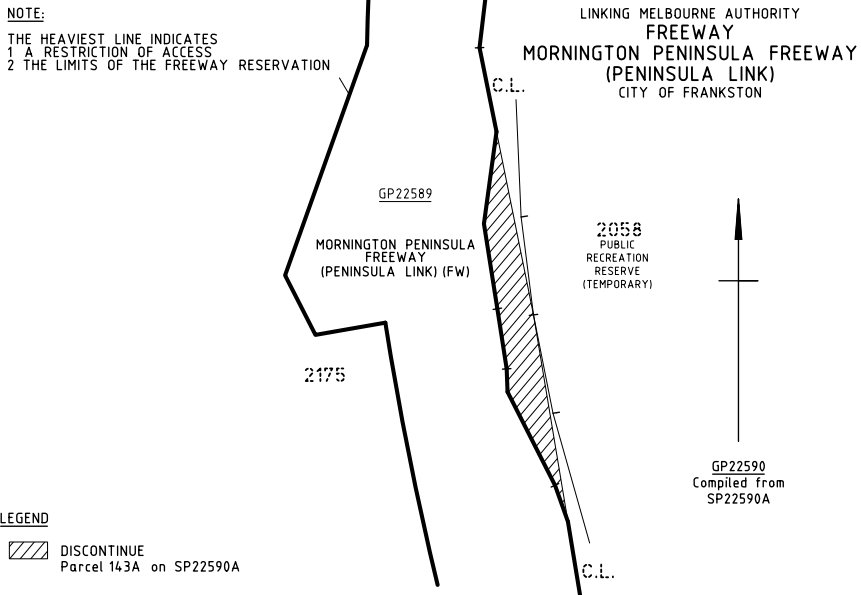 NOTE:
THE HEAVIEST LINE INDICATES
1 A RESTRICTION OF ACCESS
2 THE LIMITS OF THE FREEWAY RESERVATION
LINKING MELBOURNE AUTHORITY
FREEWAY
MORNINGTON PENINSULA FREEWAY
(PENINSULA LINK)
CITY OF FRANKSTON
C.L.
GP22589
MORNINGTON PENINSULA
FREEWAY
(PENINSULA LINK) (FW)
2058
PUBLIC
RECREATION
RESERVE
(TEMPORARY)
2175
GP22590
Compiled from
SP22590A
LEGEND
DISCONTINUE
Parcel 143A on SP22590A
C.L.